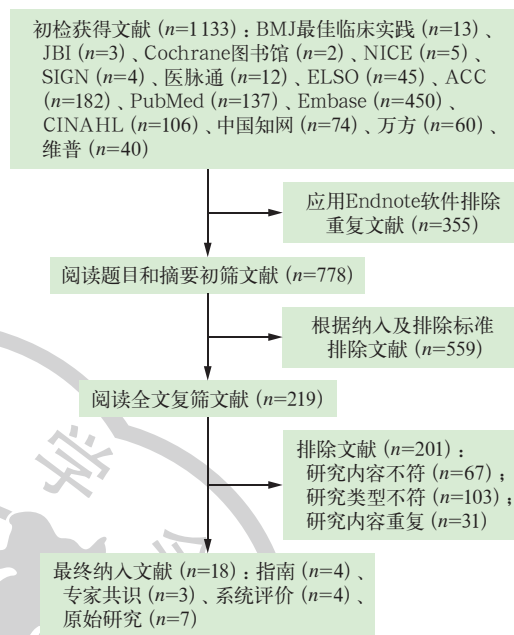 初检获得文献 (n=1 133)：BMJ最佳临床实践 (n=13)、
JBI (n=3)、Cochrane图书馆 (n=2)、NICE (n=5)、
SIGN (n=4)、医脉通 (n=12)、ELSO (n=45)、ACC
(n=182)、PubMed (n=137)、Embase (n=450)、
CINAHL (n=106)、中国知网 (n=74)、万方 (n=60)、
维普 (n=40)
应用Endnote软件排除
重复文献 (n=355)
阅读题目和摘要初筛文献 (n=778)
根据纳入及排除标准
排除文献 (n=559)
阅读全文复筛文献 (n=219)
排除文献 (n=201)：
研究内容不符 (n=67)；
研究类型不符 (n=103)；
研究内容重复 (n=31)
最终纳入文献 (n=18)：指南 (n=4)、
专家共识 (n=3)、系统评价 (n=4)、
原始研究 (n=7)